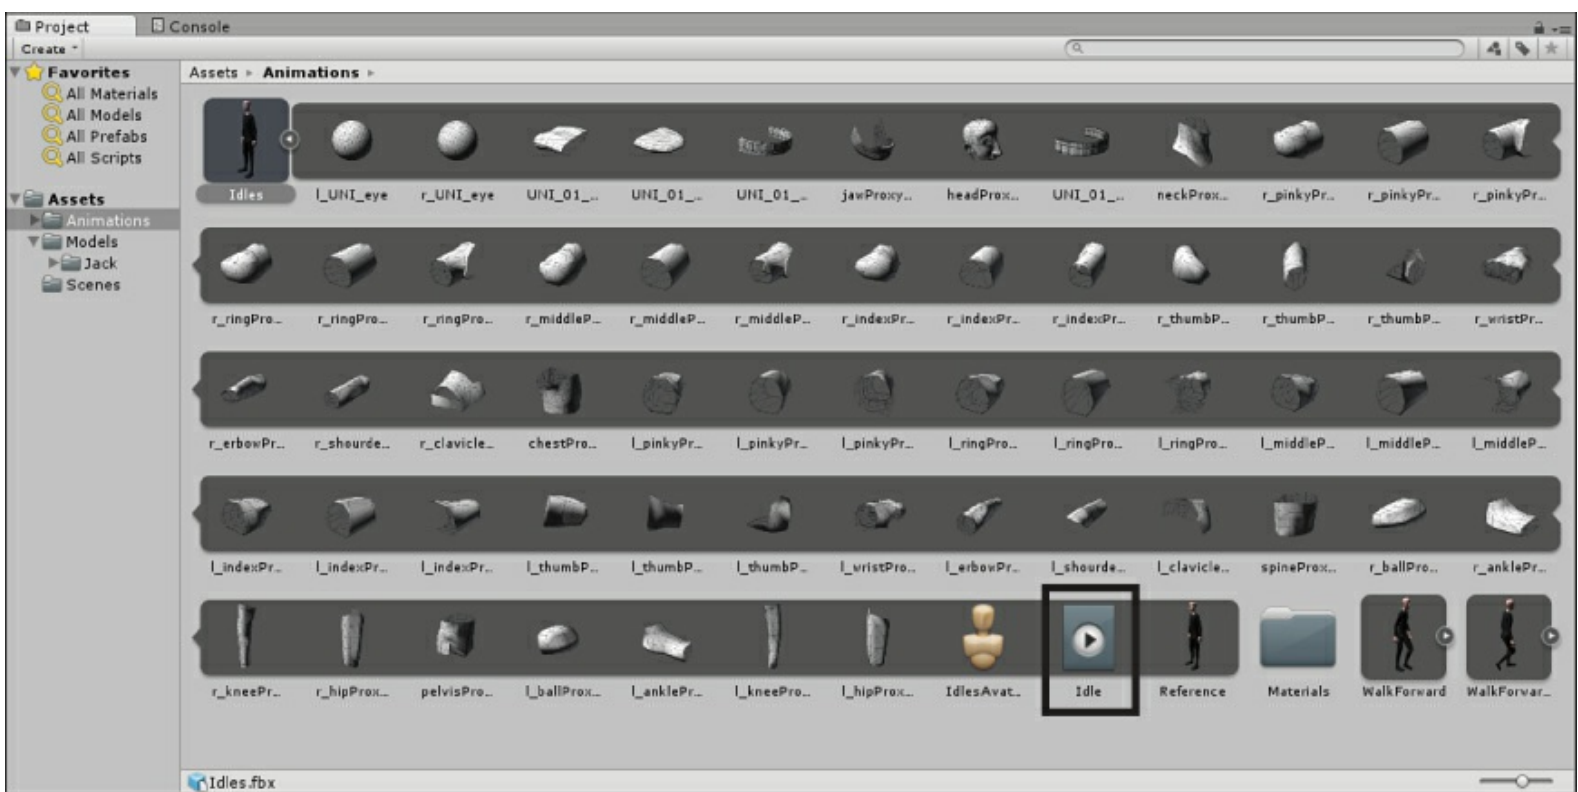 Project Console
Create
Favorites
All Materials
All Models
All Prefabs
All Scripts
Assets
Animations
Models
Jack
Scenes
Assets Animations
Idles l_UNI_eye r_UNI_eye UNI_01_... UNI_01_... UNI_01_... jawProxy... headProx... UNI_01_... neckProx... r_pinkyPr... r_pinkyPr... r_pinkyPr...
r_ringPro... r_ringPro... r_ringPro... r_middleP... r_middleP... r_middleP... r_indexPr... r_indexPr... r_indexPr... r_thumbP... r_thumbP... r_thumbP... r_wristPr...
r_erbowPr... r_shourde... r_clavicle... chestPro... l_pinkyPr... l_pinkyPr... l_pinkyPr... l_ringPro... l_ringPro... l_ringPro... l_middleP... l_middleP... l_middleP...
l_indexPr... l_indexPr... l_indexPr... l_thumbP... l_thumbP... l_thumbP... l_wristPro... l_erbowPr... l_shourde... l_clavicle... spineProx... r_ballPro... r_anklePr...
r_kneePr... r_hipProx... pelvisPro... l_ballProx... l_anklePr... l_kneePro... l_hipProx... IdlesAvat... Idle Reference Materials WalkForward WalkForwar...
Idles.fbx